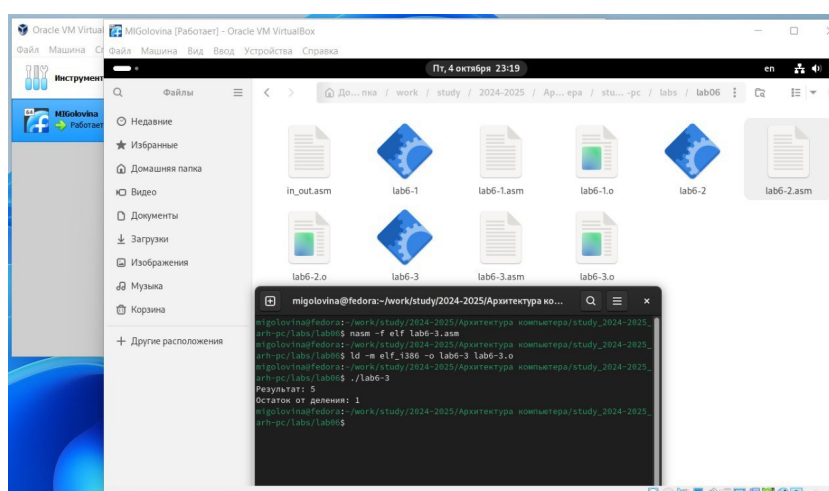 Oracle VM Virtua
Файл Машина
Инструмент
MIGolovina
Работает
MIGolovina [Работает] - Oracle VM VirtualBox
Файл Машина Вид Ввод Устройства Справка
Пт, 4 октября 23:19
en
Файлы
До...пка / work / study / 2024-2025 / Ар...ера / stu...-pc / labs / lab06
Недавние
Избранные
Домашняя папка
Видео
Документы
Загрузки
Изображения
Музыка
Корзина
Другие расположения
in_out.asm
lab6-1
lab6-1.asm
lab6-1.o
lab6-2
lab6-2.asm
lab6-2.o
lab6-3
lab6-3.asm
lab6-3.o
migolovina@fedora:~/work/study/2024-2025/Архитектура ко...
migolovina@fedora:~/work/study/2024-2025/Архитектура компьютера/study_2024-2025_
arh-pc/labs/lab06$ nasm -f elf lab6-3.asm
migolovina@fedora:~/work/study/2024-2025/Архитектура компьютера/study_2024-2025_
arh-pc/labs/lab06$ ld -m elf_i386 -o lab6-3 lab6-3.o
migolovina@fedora:~/work/study/2024-2025/Архитектура компьютера/study_2024-2025_
arh-pc/labs/lab06$ ./lab6-3
Результат: 5
Остаток от деления: 1
migolovina@fedora:~/work/study/2024-2025/Архитектура компьютера/study_2024-2025_
arh-pc/labs/lab06$